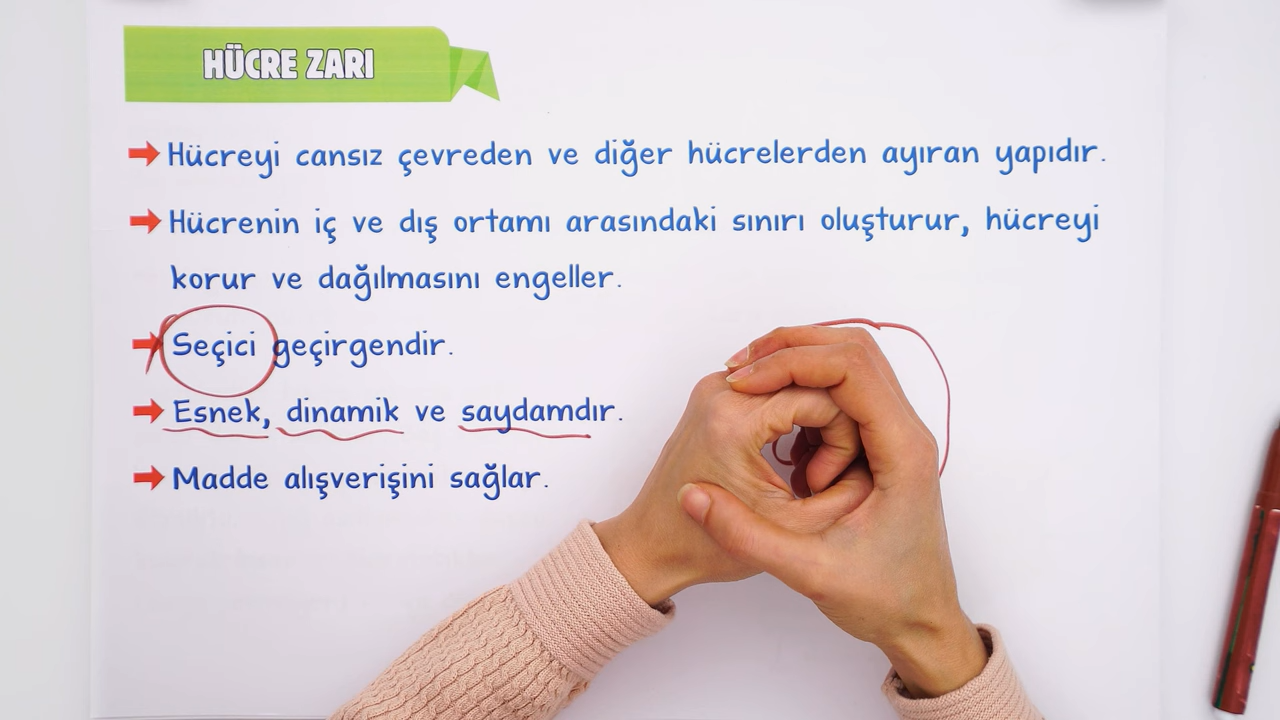 HÜCRE ZARI
Hücreyi cansız çevreden ve diğer hücrelerden ayıran yapıdır.
Hücrenin iç ve dış ortamı arasındaki sınırı oluşturur, hücreyi
korur ve dağılmasını engeller.
Seçici geçirgendir.
Esnek, dinamik ve saydamdır.
Madde alışverişini sağlar.